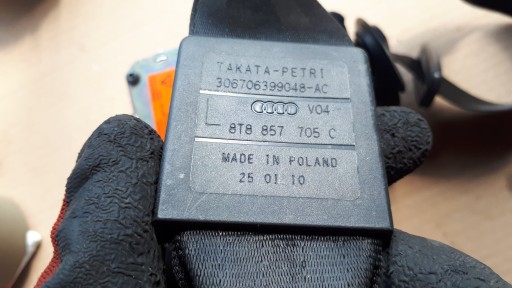 TAKATA-PETRI
306706399048-AC
L V04
8T8 857 705 C
MADE IN POLAND
25 01 10